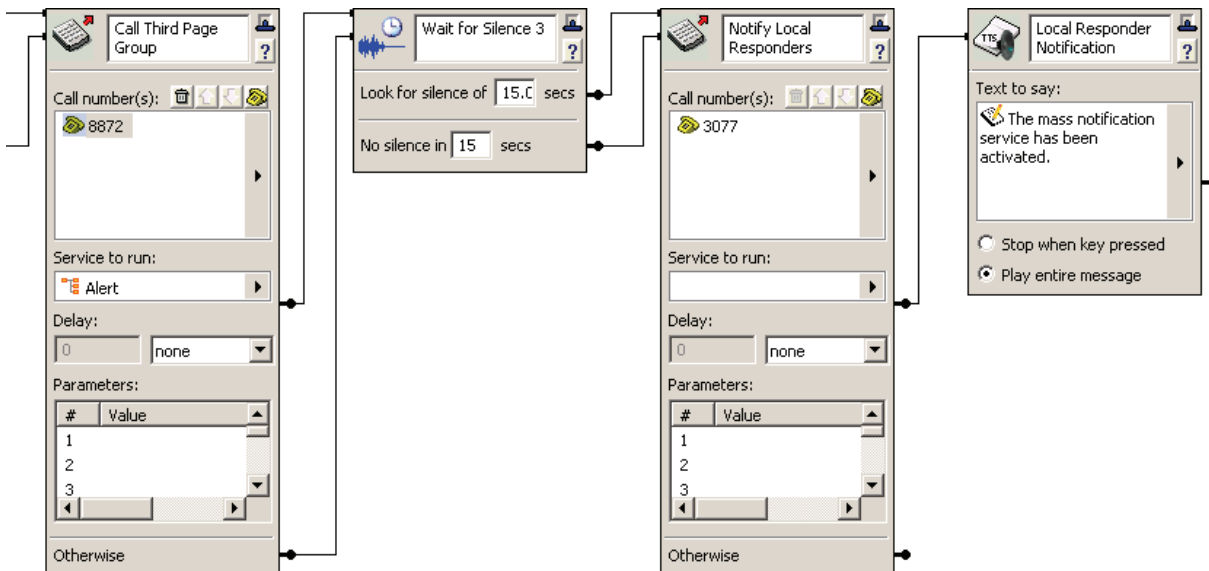 Call Third Page
Group
?
Call number(s):
8872
Service to run:
Alert
Delay:
0
none
Parameters:
# Value
1
2
3
Otherwise
Wait for Silence 3
?
Look for silence of 15.0 secs
No silence in 15 secs
Notify Local
Responders
?
Call number(s):
3077
Service to run:
Delay:
0
none
Parameters:
# Value
1
2
3
Otherwise
TTS
Local Responder
Notification
?
Text to say:
The mass notification
service has been
activated.
Stop when key pressed
Play entire message